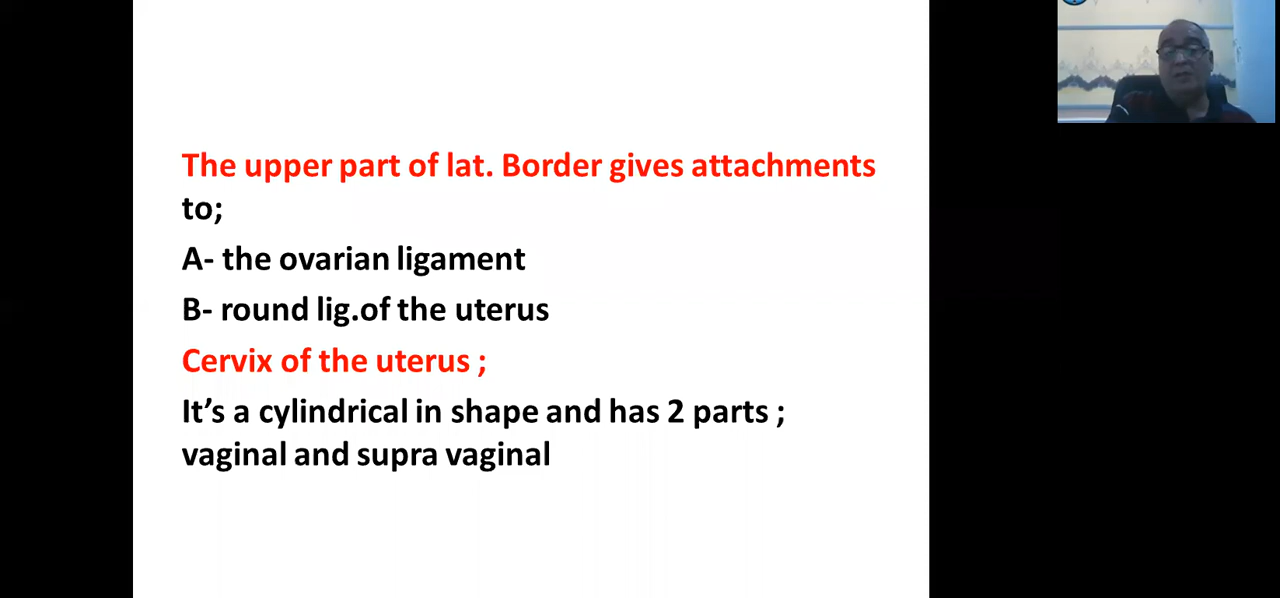 The upper part of lat. Border gives attachments
to;
A- the ovarian ligament
B- round lig.of the uterus
Cervix of the uterus ;
It’s a cylindrical in shape and has 2 parts ;
vaginal and supra vaginal